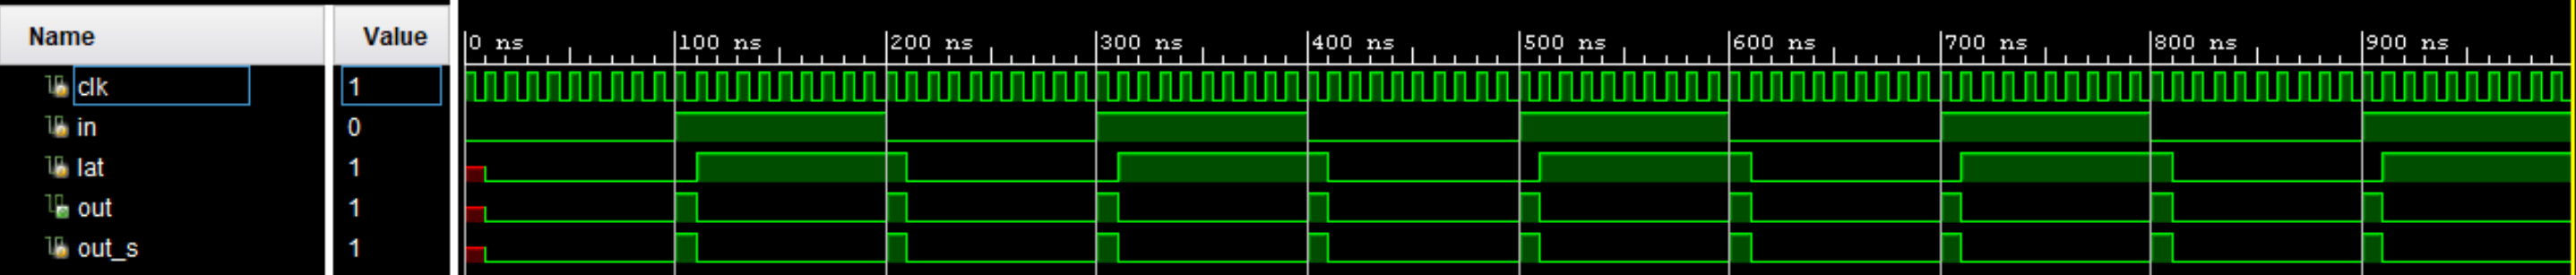 Name Value 0 ns 100 ns 200 ns 300 ns 400 ns 500 ns 600 ns 700 ns 800 ns 900 ns
clk 1
in 0
lat 1
out 1
out_s 1